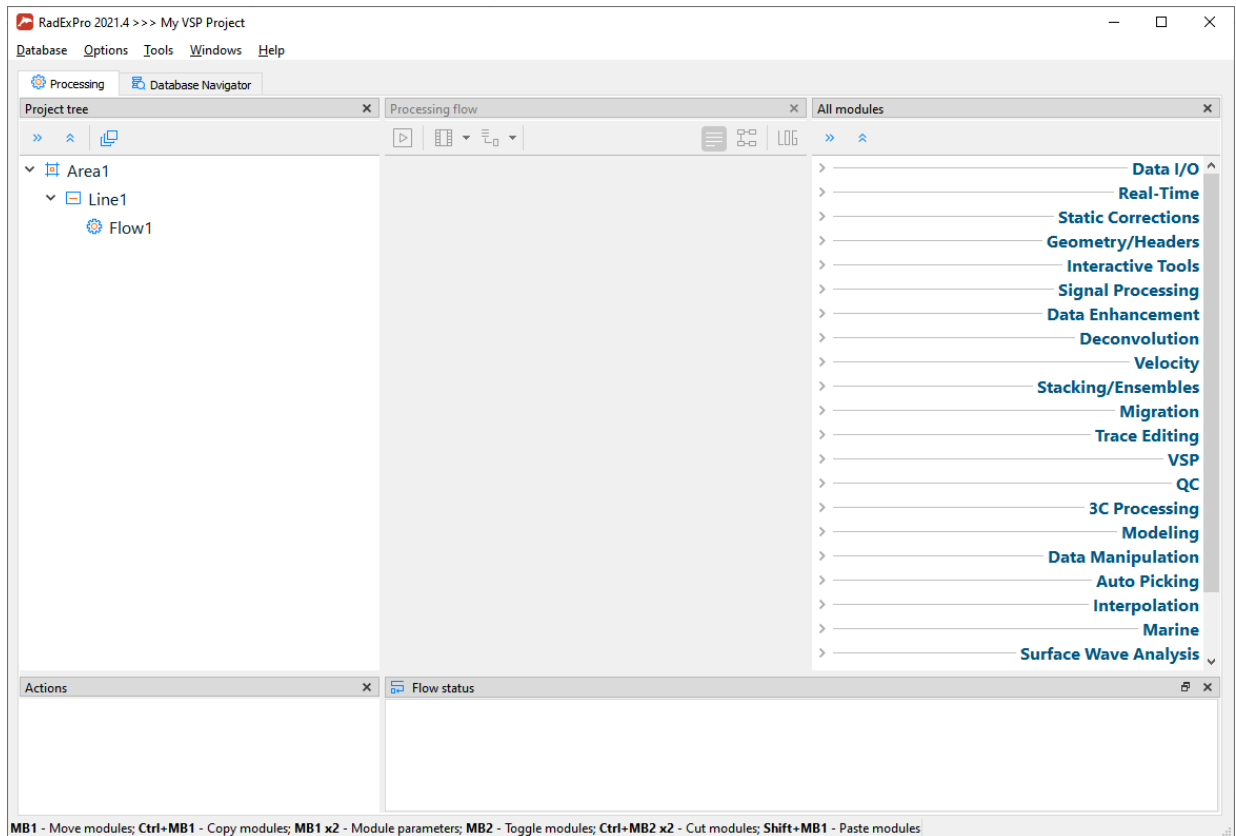 RadExPro 2021.4 >>> My VSP Project
Database Options Tools Windows Help
Processing Database Navigator
Project tree
Processing flow
All modules
LOG
Area1
Line1
Flow1
Data I/O
Real-Time
Static Corrections
Geometry/Headers
Interactive Tools
Signal Processing
Data Enhancement
Deconvolution
Velocity
Stacking/Ensembles
Migration
Trace Editing
VSP
QC
3C Processing
Modeling
Data Manipulation
Auto Picking
Interpolation
Marine
Surface Wave Analysis
Actions
Flow status
MB1 - Move modules; Ctrl+MB1 - Copy modules; MB1 x2 - Module parameters; MB2 - Toggle modules; Ctrl+MB2 x2 - Cut modules; Shift+MB1 - Paste modules